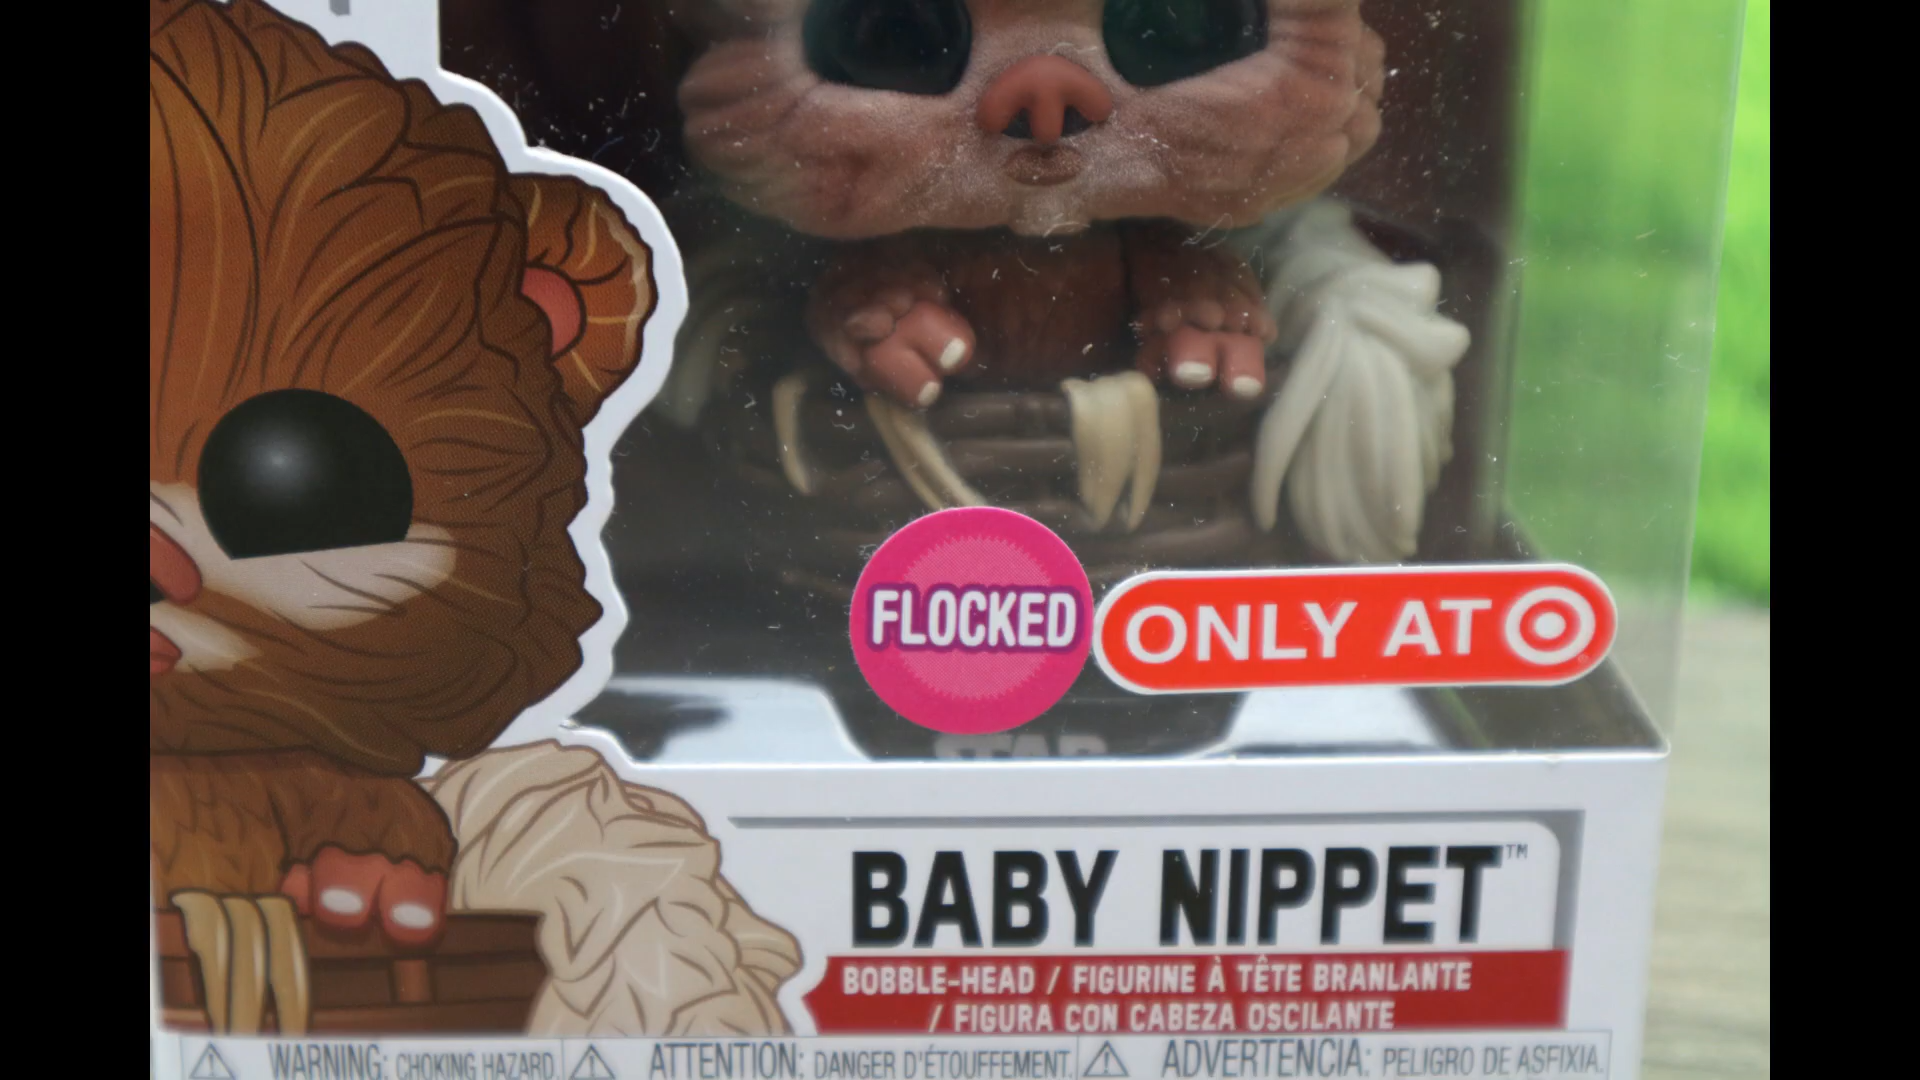 FLOCKED
ONLY AT
STAR
BABY NIPPET™
BOBBLE-HEAD / FIGURINE À TÊTE BRANLANTE
/ FIGURA CON CABEZA OSCILANTE
WARNING: CHOKING HAZARD. ATTENTION: DANGER D'ÉTOUFFEMENT. ADVERTENCIA: PELIGRO DE ASFIXIA.